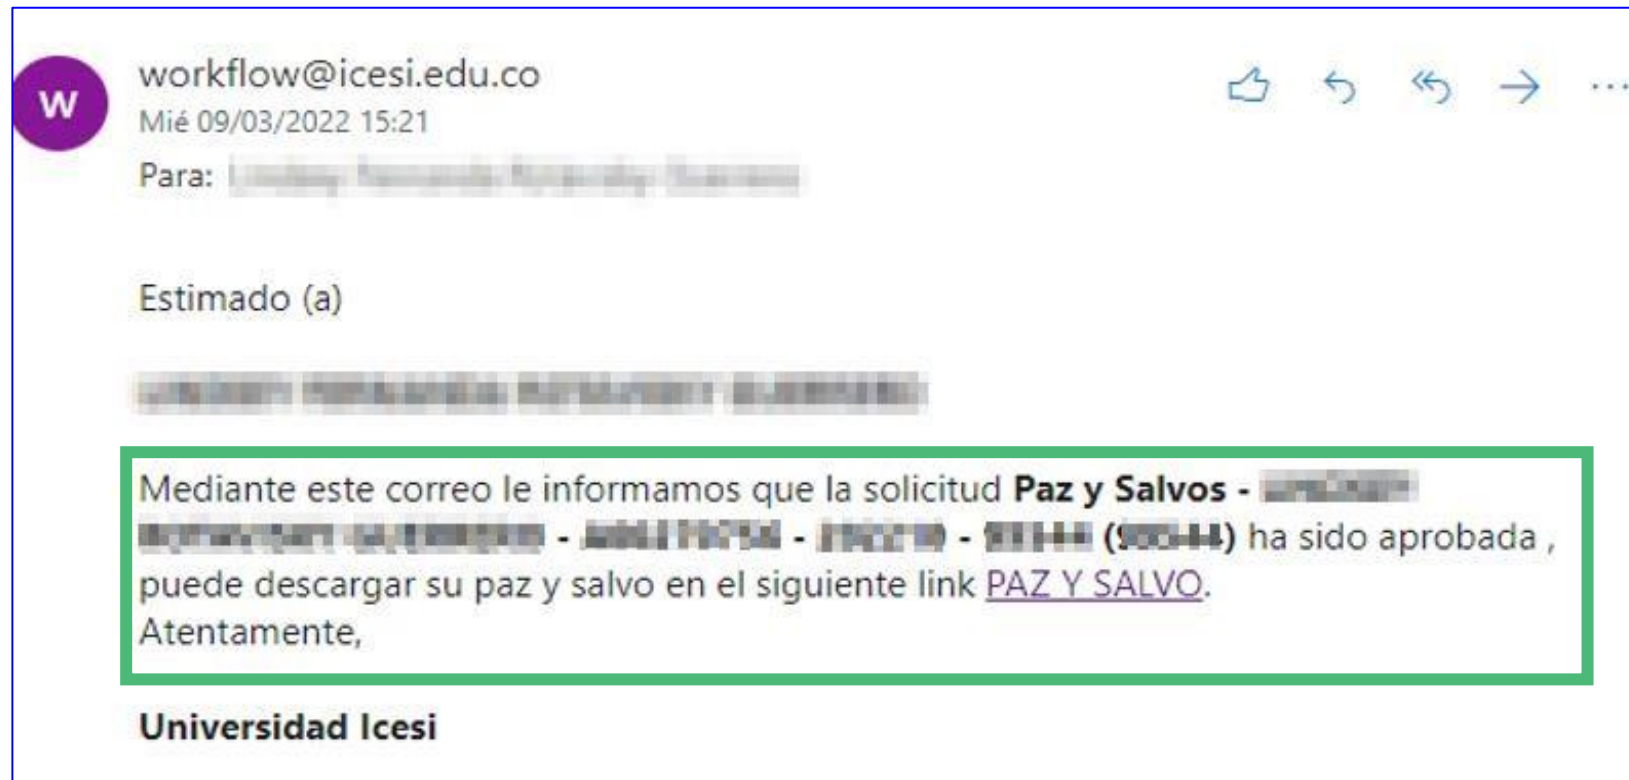 W
workflow@icesi.edu.co
Mié 09/03/2022 15:21
Para:
Estimado (a)
Mediante este correo le informamos que la solicitud Paz y Salvos -
- - - ( ) ha sido aprobada ,
puede descargar su paz y salvo en el siguiente link PAZ Y SALVO.
Atentamente,
Universidad Icesi